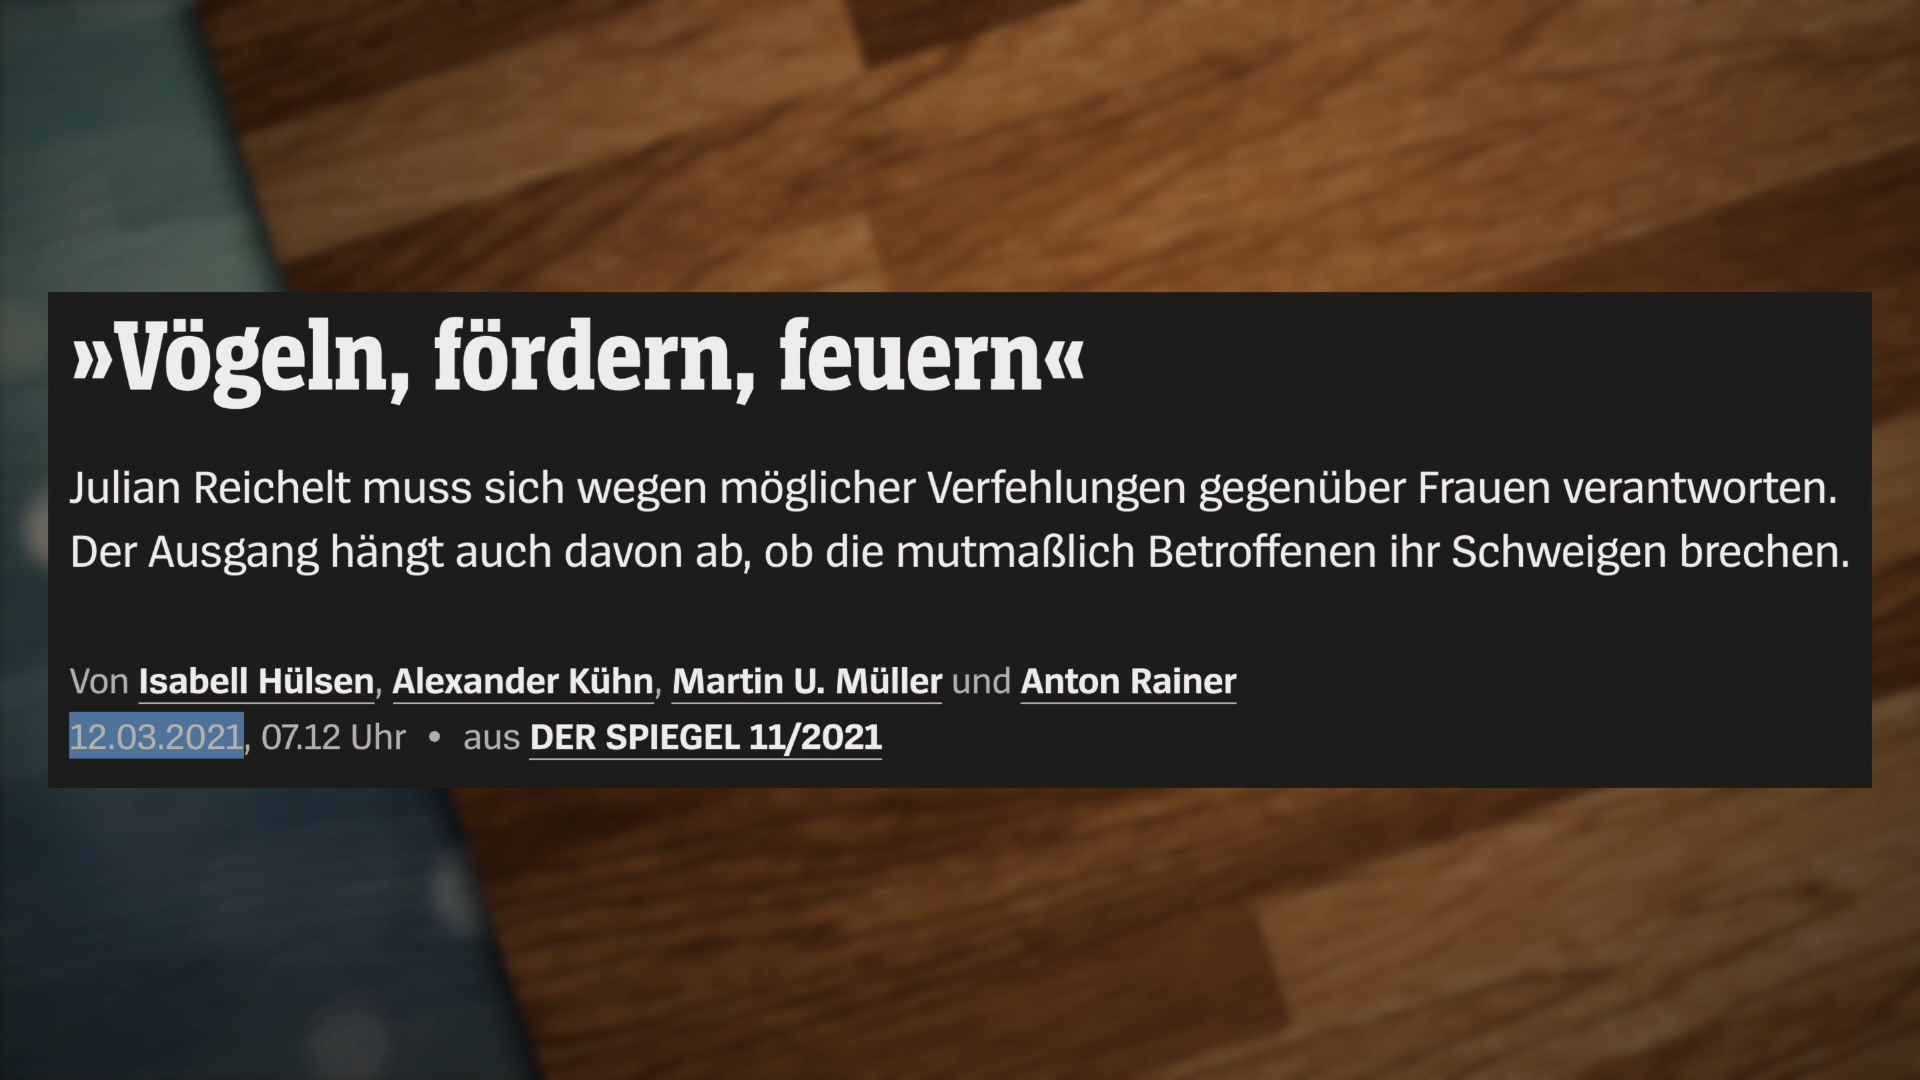 »Vögeln, fördern, feuern«
Julian Reichelt muss sich wegen möglicher Verfehlungen gegenüber Frauen verantworten.
Der Ausgang hängt auch davon ab, ob die mutmaßlich Betroffenen ihr Schweigen brechen.
Von Isabell Hülsen, Alexander Kühn, Martin U. Müller und Anton Rainer
12.03.2021, 07.12 Uhr • aus DER SPIEGEL 11/2021